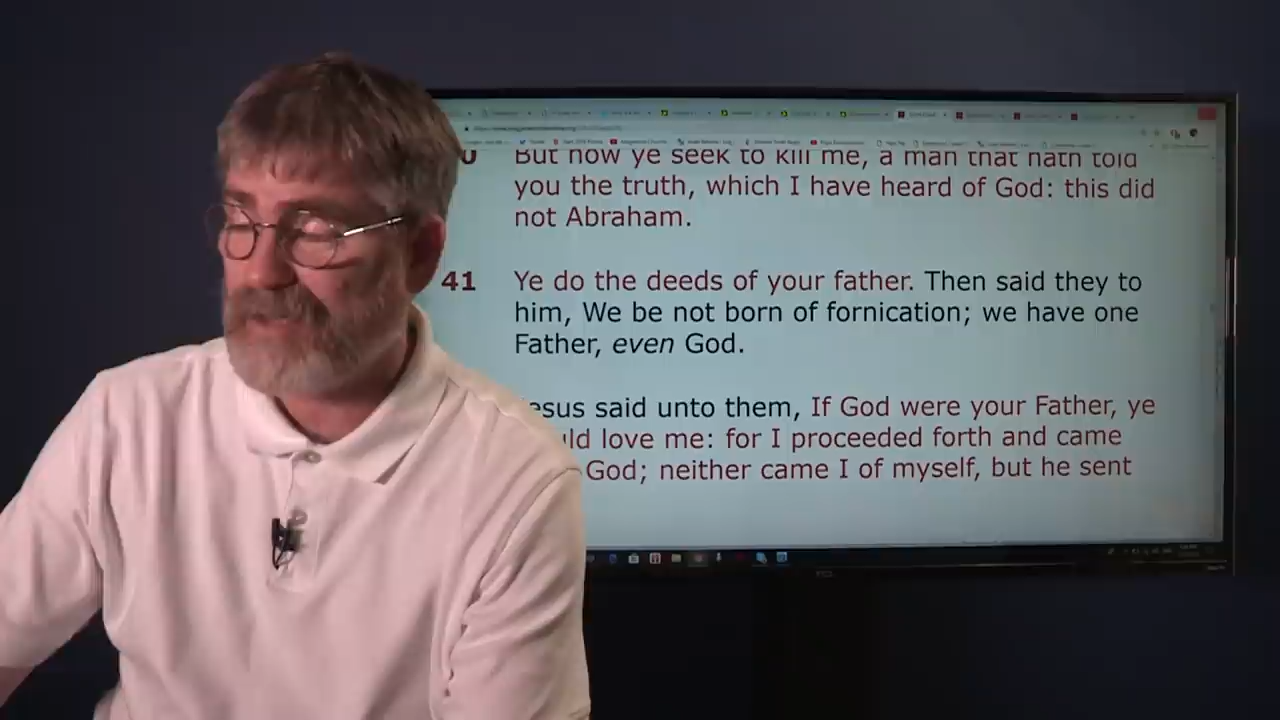 But now ye seek to kill me, a man that hath told
you the truth, which I have heard of God: this did
not Abraham.
41 Ye do the deeds of your father. Then said they to
him, We be not born of fornication; we have one
Father, even God.
esus said unto them, If God were your Father, ye
uld love me: for I proceeded forth and came
God; neither came I of myself, but he sent